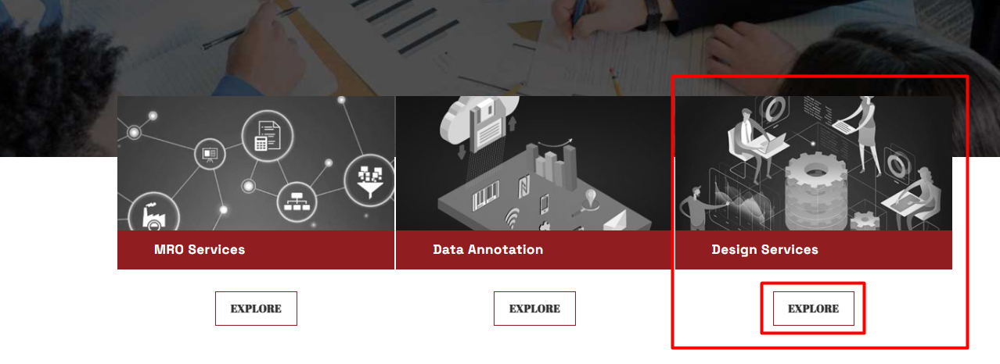 MRO Services
Data Annotation
Design Services
EXPLORE
EXPLORE
EXPLORE